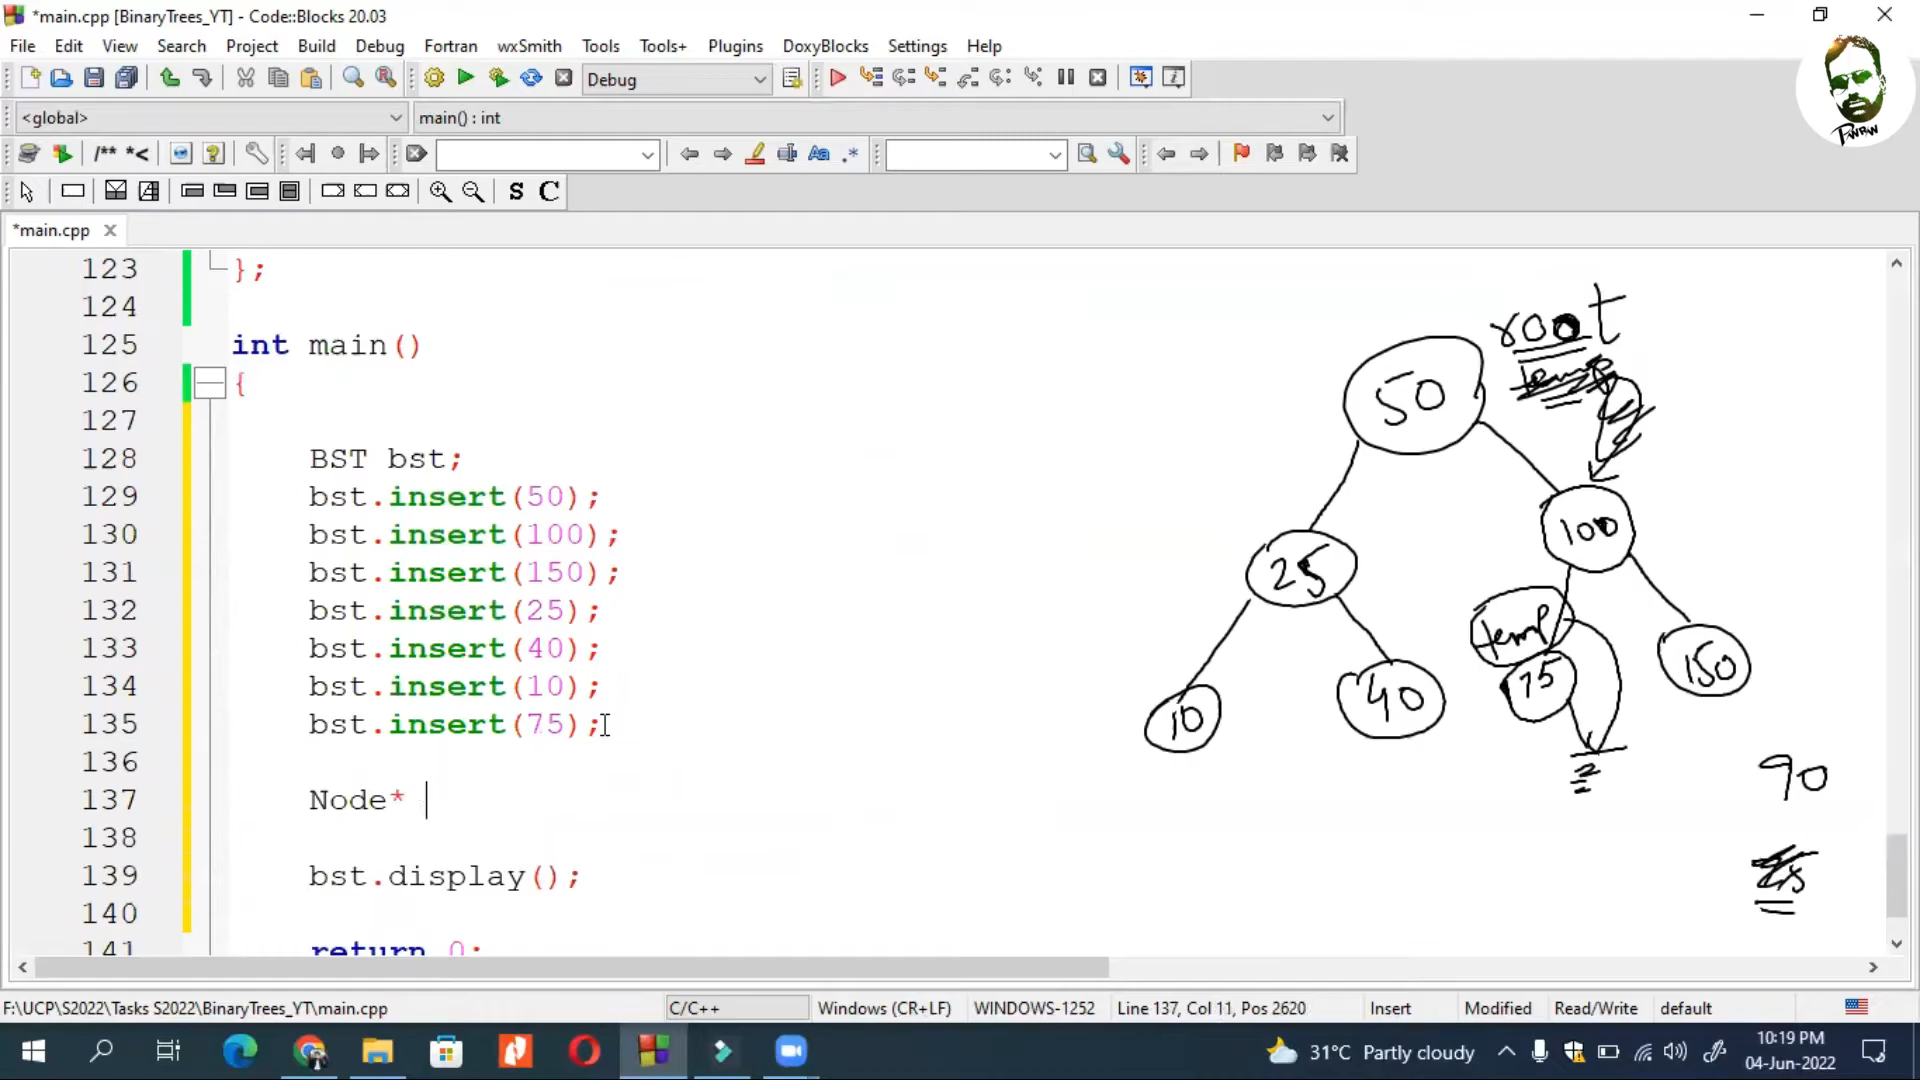 *main.cpp [BinaryTrees_YT] - Code::Blocks 20.03
File Edit View Search Project Build Debug Fortran wxSmith Tools Tools+ Plugins DoxyBlocks Settings Help
Debug
<global> main() : int
/** *<
Aa .*
S C
PWPW
*main.cpp
123 };
124
125 int main()
126 {
127
128 BST bst;
129 bst.insert(50);
130 bst.insert(100);
131 bst.insert(150);
132 bst.insert(25);
133 bst.insert(40);
134 bst.insert(10);
135 bst.insert(75);
136
137 Node*
138
139 bst.display();
140
141 return 0;
root
temp
50
100
25
temp
75
150
10
40
90
F:\UCP\S2022\Tasks S2022\BinaryTrees_YT\main.cpp C/C++ Windows (CR+LF) WINDOWS-1252 Line 137, Col 11, Pos 2620 Insert Modified Read/Write default
31°C Partly cloudy
10:19 PM
04-Jun-2022